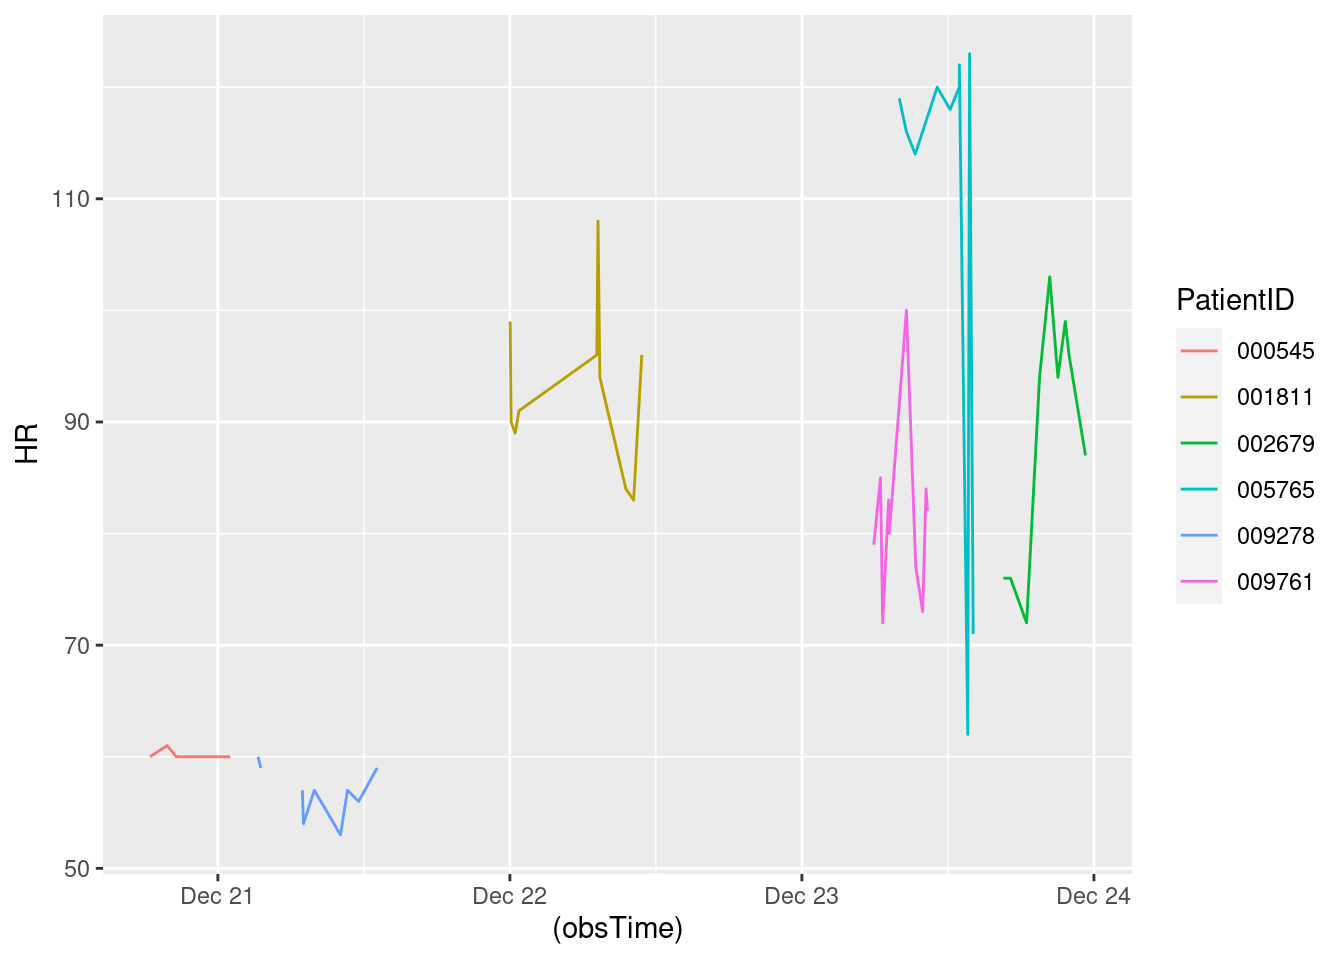 HR
110
90
70
50
Dec 21
Dec 22
Dec 23
Dec 24
(obsTime)
PatientID
000545
001811
002679
005765
009278
009761